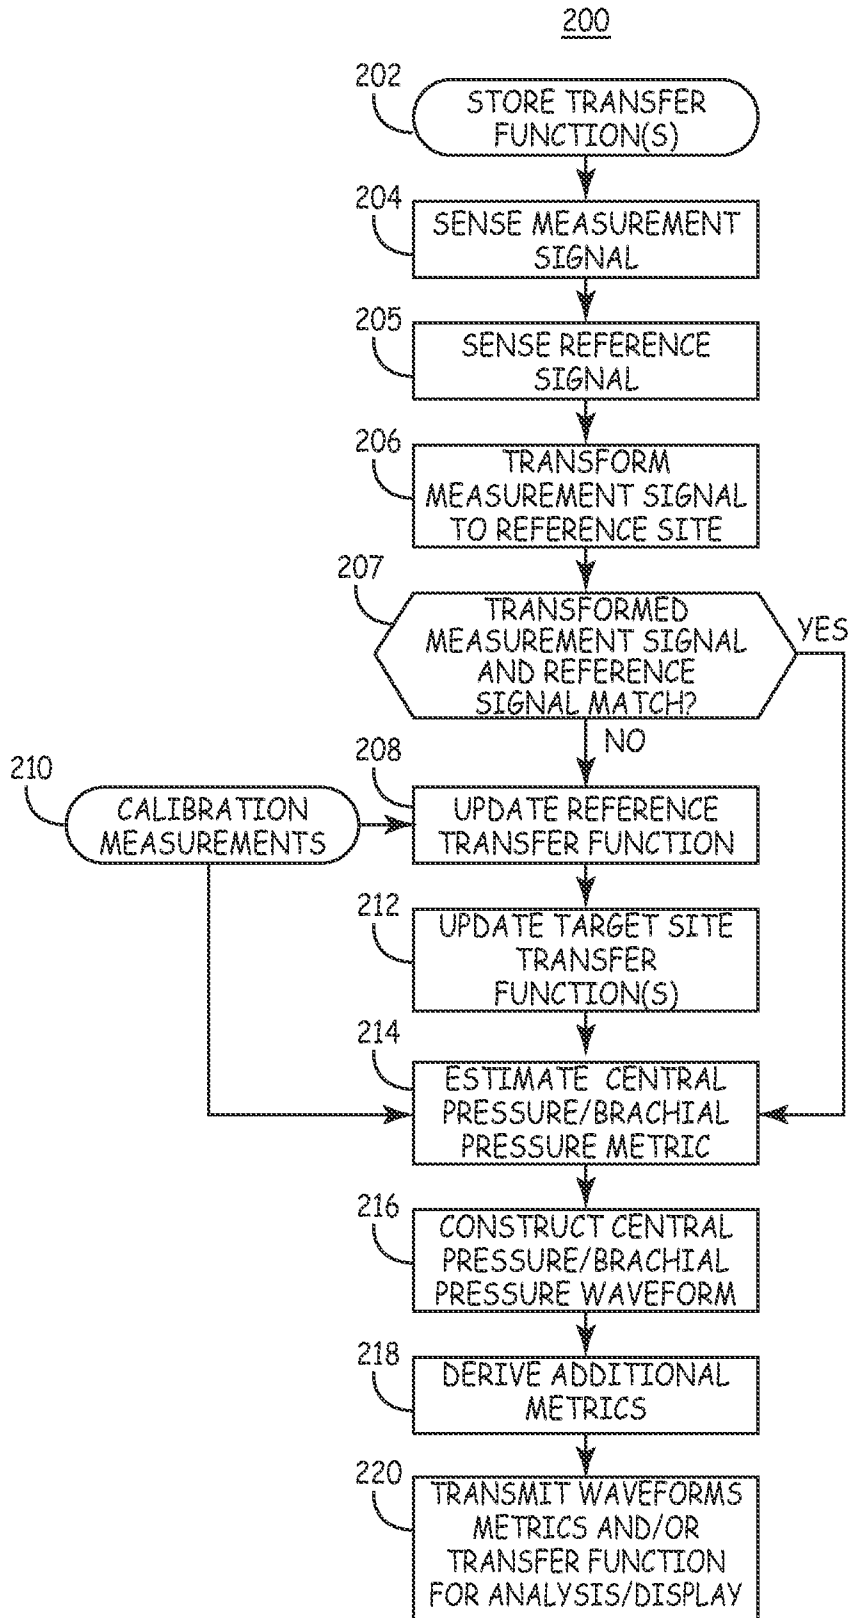 200
202
STORE TRANSFER
FUNCTION(S)
204
SENSE MEASUREMENT
SIGNAL
205
SENSE REFERENCE
SIGNAL
206
TRANSFORM
MEASUREMENT SIGNAL
TO REFERENCE SITE
207
TRANSFORMED
MEASUREMENT SIGNAL
AND REFERENCE
SIGNAL MATCH?
YES
NO
210
CALIBRATION
MEASUREMENTS
208
UPDATE REFERENCE
TRANSFER FUNCTION
212
UPDATE TARGET SITE
TRANSFER
FUNCTION(S)
214
ESTIMATE CENTRAL
PRESSURE/BRACHIAL
PRESSURE METRIC
216
CONSTRUCT CENTRAL
PRESSURE/BRACHIAL
PRESSURE WAVEFORM
218
DERIVE ADDITIONAL
METRICS
220
TRANSMIT WAVEFORMS
METRICS AND/OR
TRANSFER FUNCTION
FOR ANALYSIS/DISPLAY